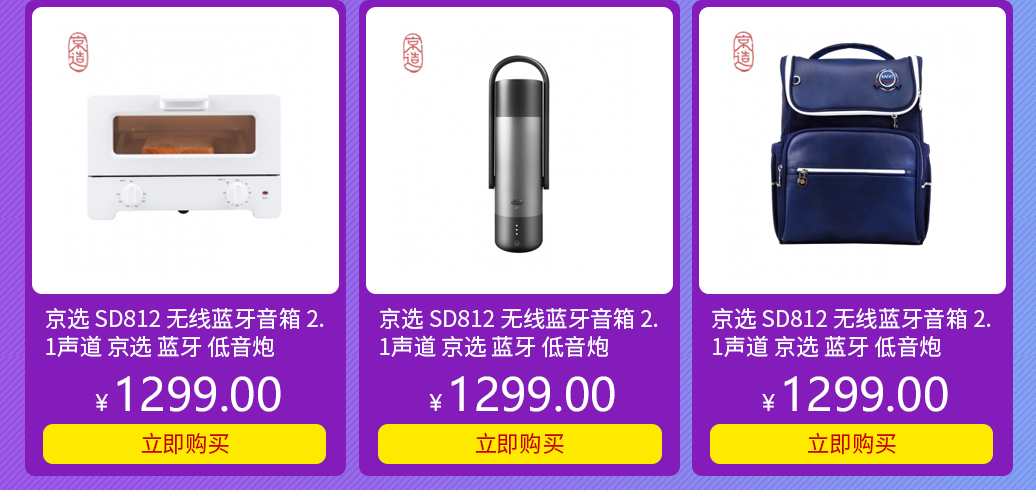 京造
京造
京造
京选 SD812 无线蓝牙音箱 2.
1声道 京选 蓝牙 低音炮
¥ 1299.00
立即购买
京选 SD812 无线蓝牙音箱 2.
1声道 京选 蓝牙 低音炮
¥ 1299.00
立即购买
京选 SD812 无线蓝牙音箱 2.
1声道 京选 蓝牙 低音炮
¥ 1299.00
立即购买